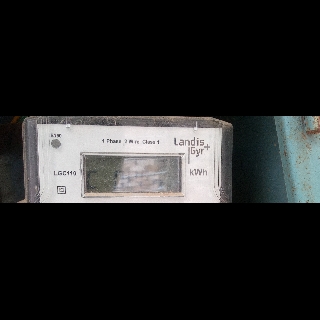 1 Phase 2 Wire Class 1
Landis
Gyr+
LGC110
kWh